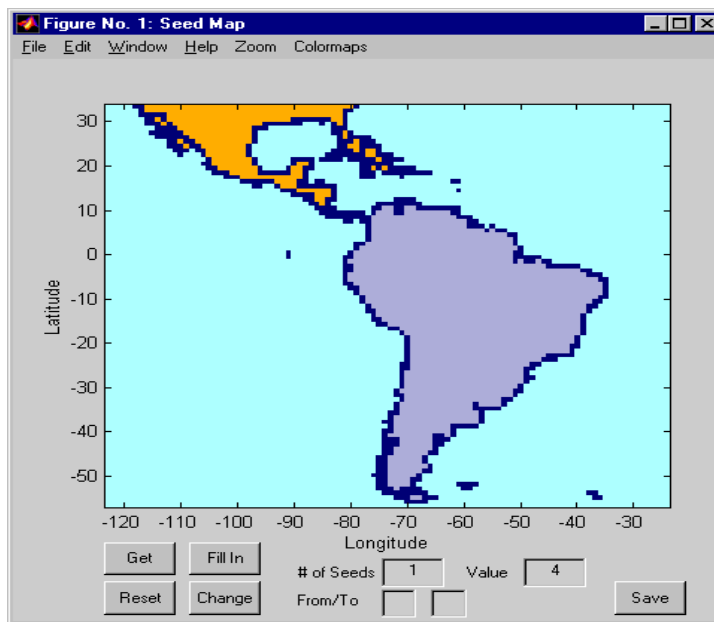 Figure No. 1: Seed Map
File Edit Window Help Zoom Colormaps
30
20
10
0
-10
-20
-30
-40
-50
Latitude
-120 -110 -100 -90 -80 -70 -60 -50 -40 -30
Longitude
Get Fill In
# of Seeds 1 Value 4
Reset Change From/To Save